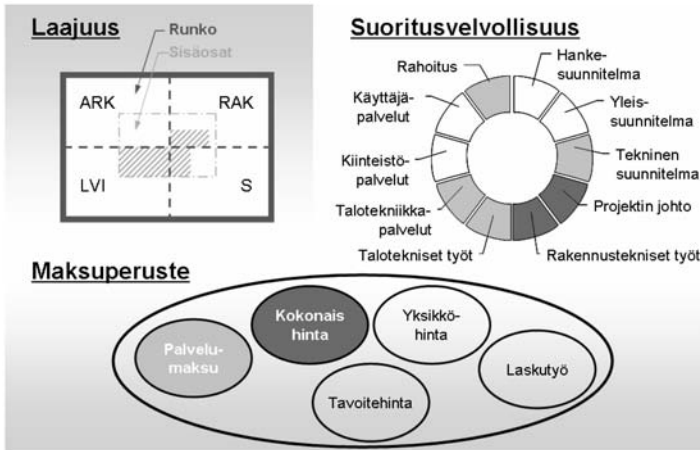 Laajuus
Runko
Sisäosat
ARK
RAK
LVI
S
Suoritusvelvollisuus
Rahoitus
Hanke-
suunnitelma
Käyttäjä-
palvelut
Yleis-
suunnitelma
Kiinteistö-
palvelut
Tekninen
suunnitelma
Talotekniikka-
palvelut
Projektin johto
Talotekniset työt
Rakennustekniset työt
Maksuperuste
Kokonais
hinta
Yksikkö-
hinta
Palvelu-
maksu
Laskutyö
Tavoitehinta